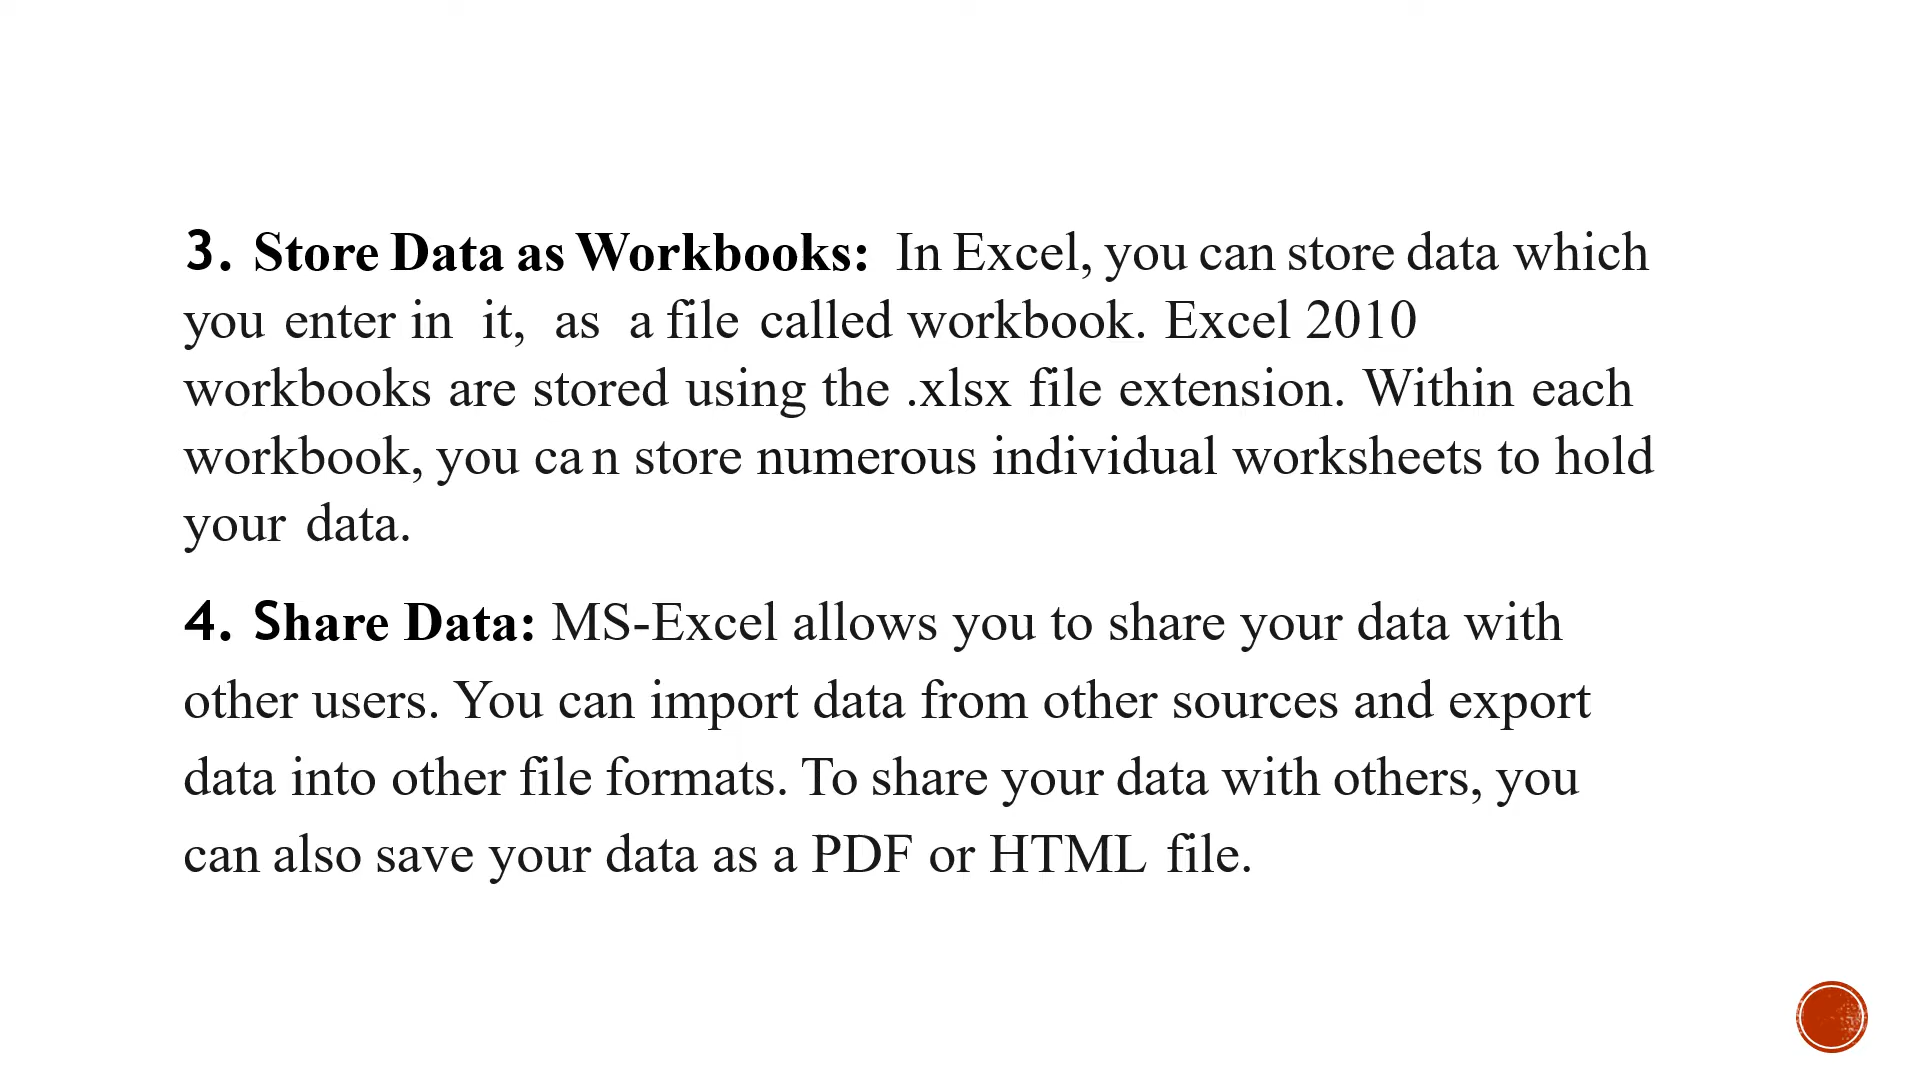 3. Store Data as Workbooks: In Excel, you can store data which
you enter in it, as a file called workbook. Excel 2010
workbooks are stored using the .xlsx file extension. Within each
workbook, you ca n store numerous individual worksheets to hold
your data.
4. Share Data: MS-Excel allows you to share your data with
other users. You can import data from other sources and export
data into other file formats. To share your data with others, you
can also save your data as a PDF or HTML file.